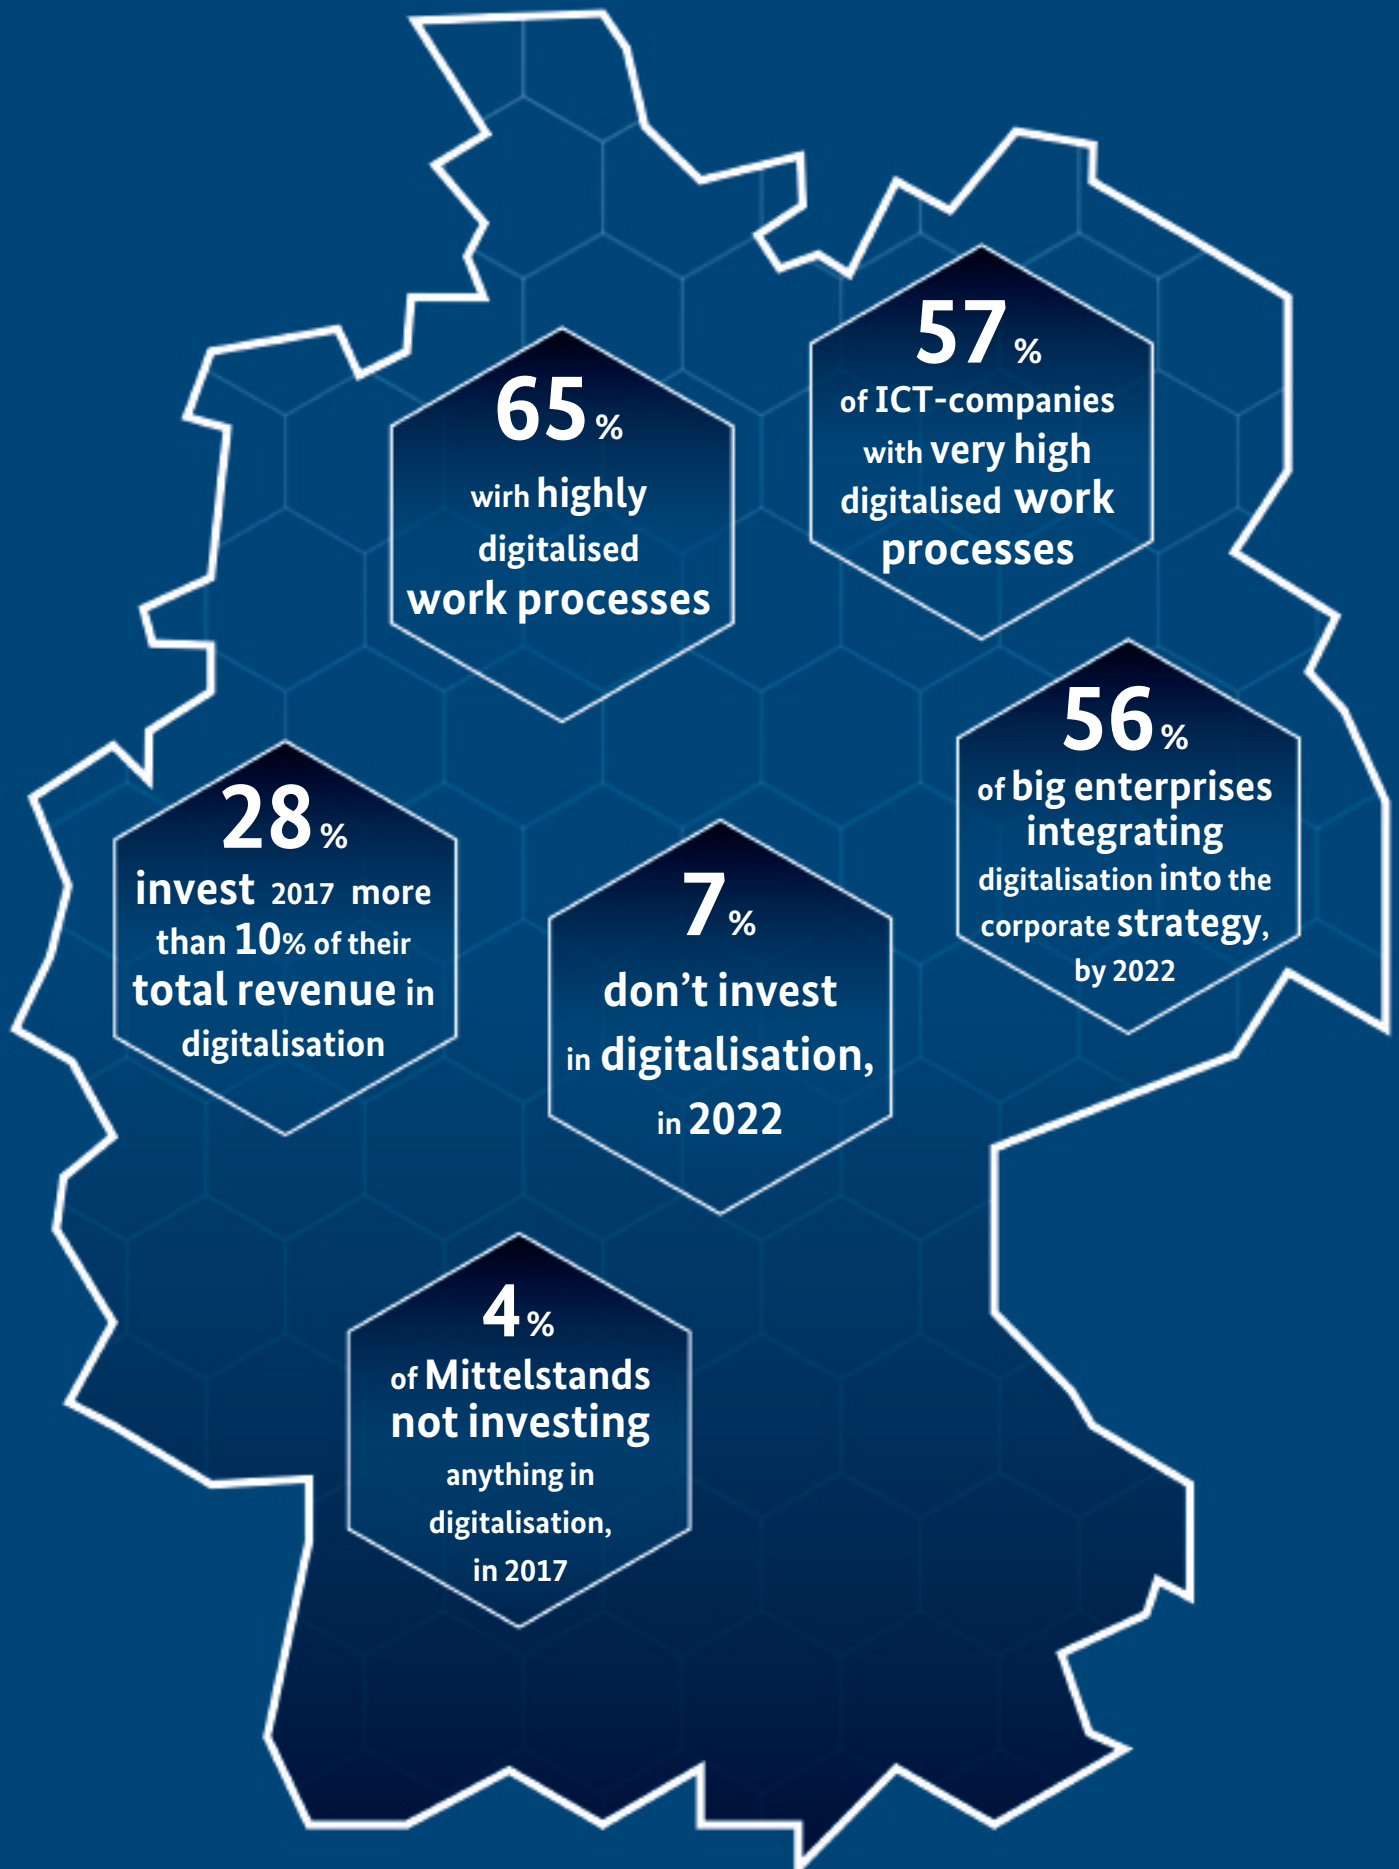 65 %
wirh highly
digitalised
work processes
57 %
of ICT-companies
with very high
digitalised work
processes
28 %
invest 2017 more
than 10% of their
total revenue in
digitalisation
7 %
don’t invest
in digitalisation,
in 2022
56 %
of big enterprises
integrating
digitalisation into the
corporate strategy,
by 2022
4 %
of Mittelstands
not investing
anything in
digitalisation,
in 2017